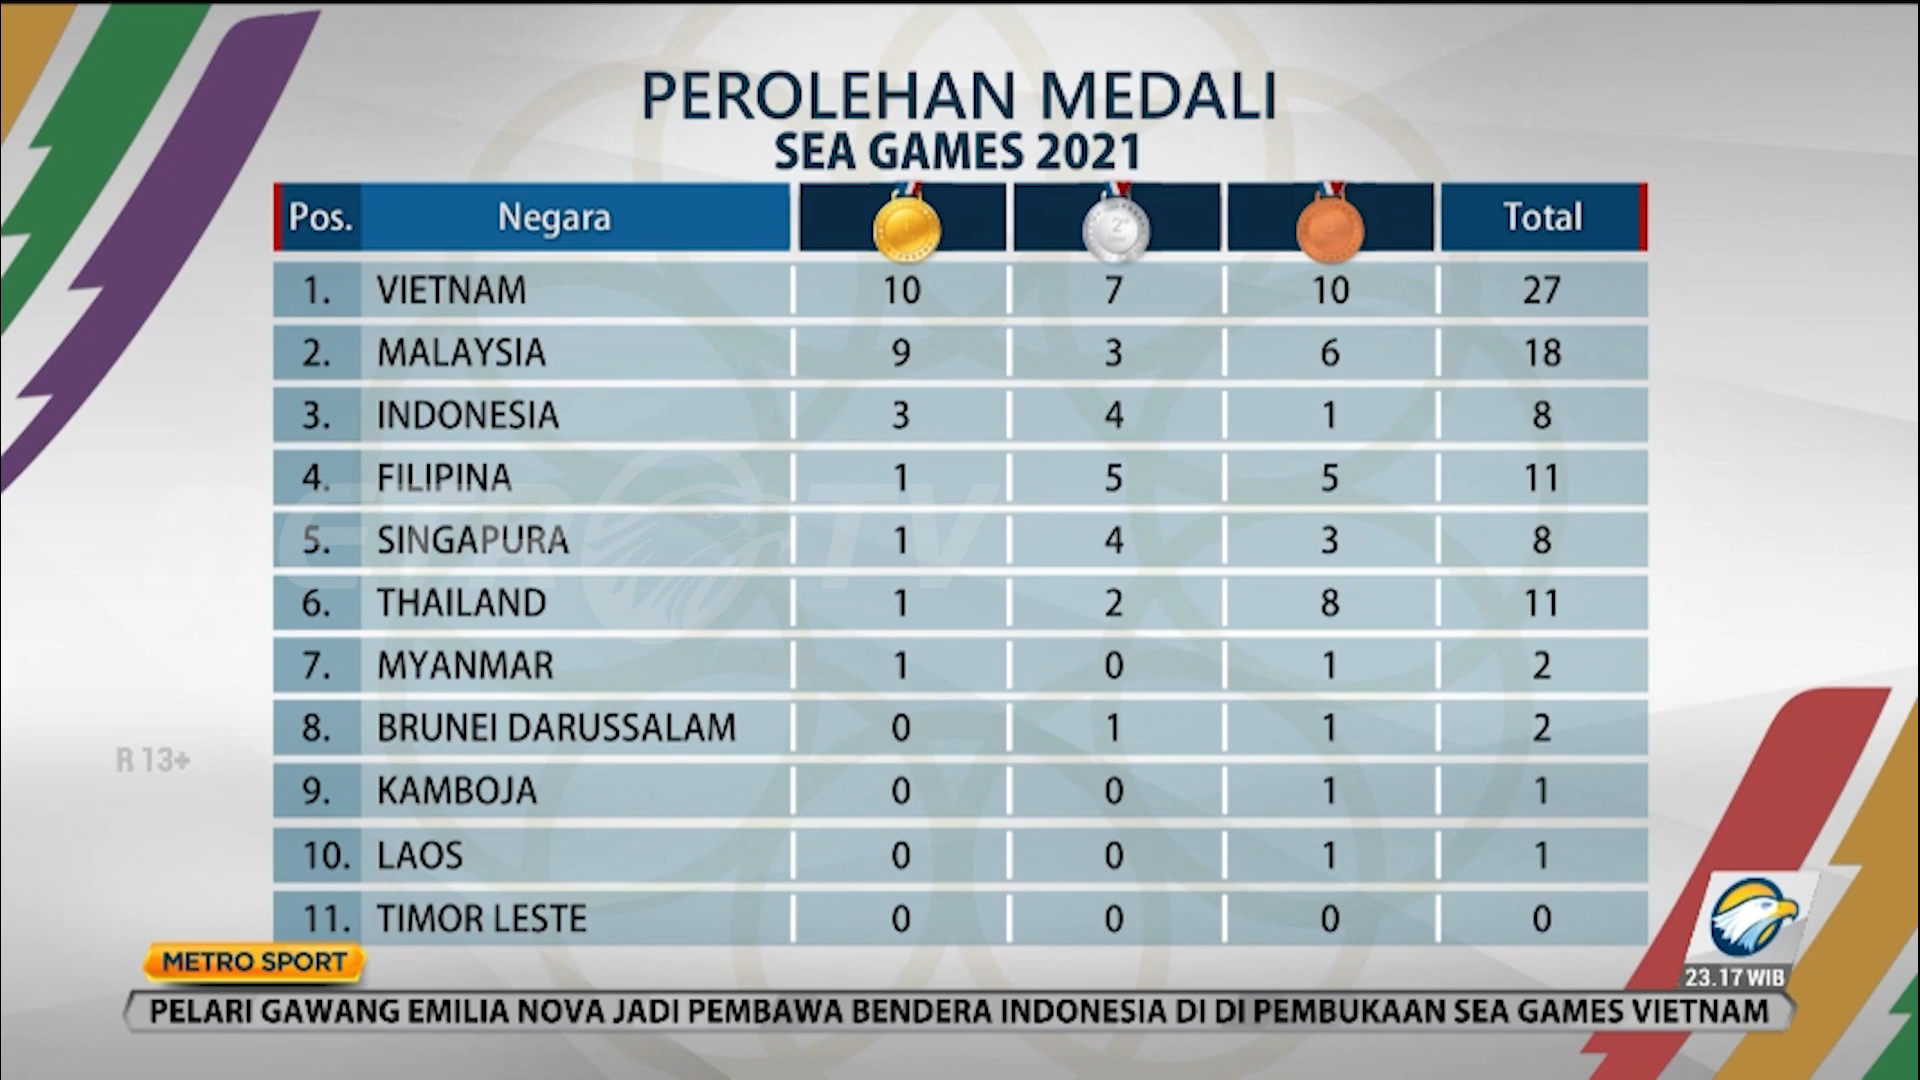 PEROLEHAN MEDALI
SEA GAMES 2021
Pos. Negara Total
1. VIETNAM 10 7 10 27
2. MALAYSIA 9 3 6 18
3. INDONESIA 3 4 1 8
4. FILIPINA 1 5 5 11
5. SINGAPURA 1 4 3 8
6. THAILAND 1 2 8 11
7. MYANMAR 1 0 1 2
8. BRUNEI DARUSSALAM 0 1 1 2
9. KAMBOJA 0 0 1 1
10. LAOS 0 0 1 1
11. TIMOR LESTE 0 0 0 0
METRO TV
R 13+
METRO SPORT
23.17 WIB
PELARI GAWANG EMILIA NOVA JADI PEMBAWA BENDERA INDONESIA DI DI PEMBUKAAN SEA GAMES VIETNAM